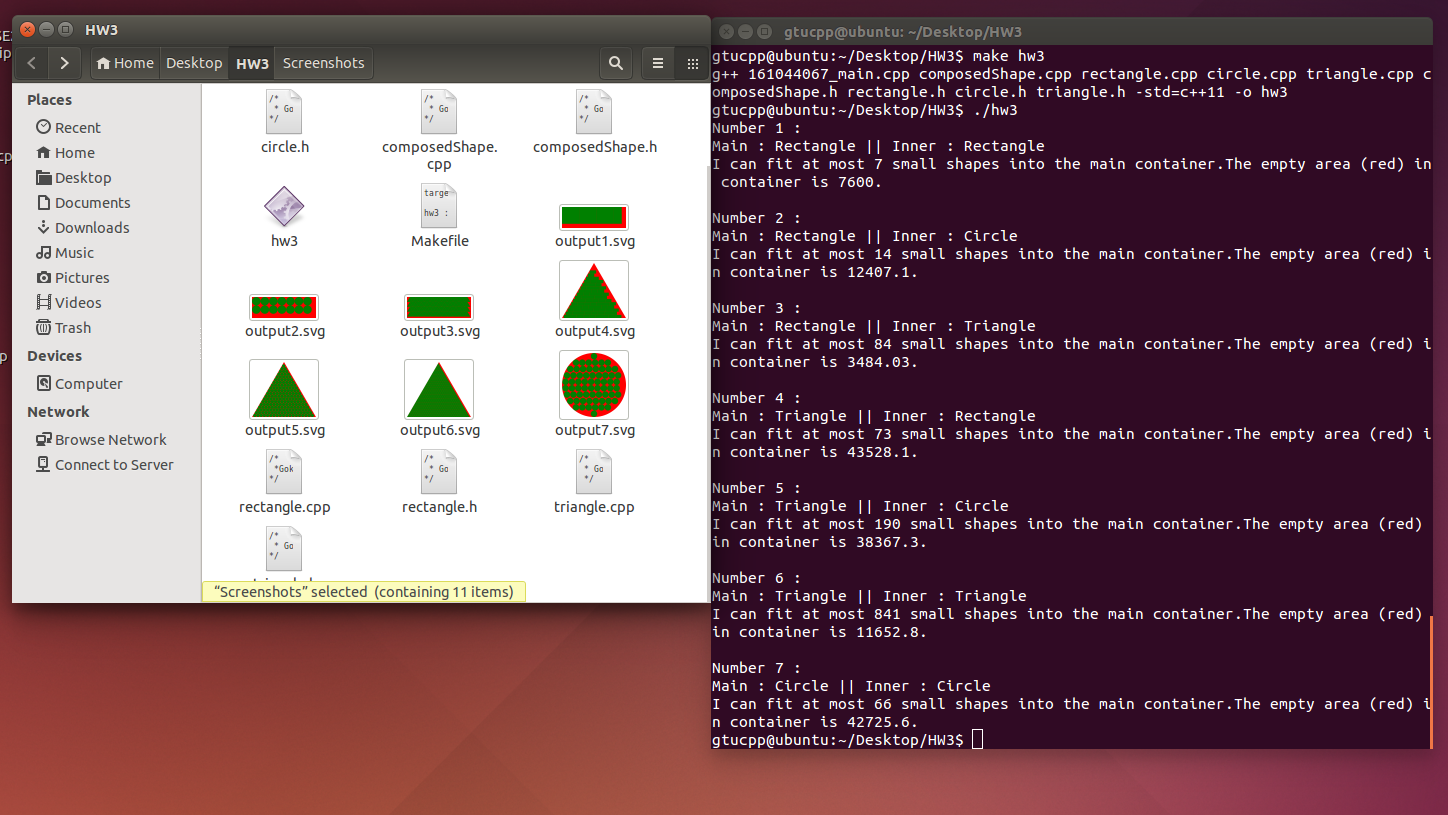 HW3
Home
Desktop
HW3
Screenshots
Places
Recent
Home
Desktop
Documents
Downloads
Music
Pictures
Videos
Trash
Devices
Computer
Network
Browse Network
Connect to Server
/*
* Go
*/
/*
* Go
*/
/*
* Go
*/
circle.h
composedShape.
cpp
composedShape.h
targe
hw3 :
hw3
Makefile
output1.svg
output2.svg
output3.svg
output4.svg
output5.svg
output6.svg
output7.svg
/*
*Gok
*/
/*
* Go
*/
/*
* Go
*/
rectangle.cpp
rectangle.h
triangle.cpp
/*
* Go
*/
“Screenshots” selected (containing 11 items)
gtucpp@ubuntu: ~/Desktop/HW3
gtucpp@ubuntu:~/Desktop/HW3$ make hw3
g++ 161044067_main.cpp composedShape.cpp rectangle.cpp circle.cpp triangle.cpp c
omposedShape.h rectangle.h circle.h triangle.h -std=c++11 -o hw3
gtucpp@ubuntu:~/Desktop/HW3$ ./hw3
Number 1 :
Main : Rectangle || Inner : Rectangle
I can fit at most 7 small shapes into the main container.The empty area (red) in
container is 7600.
Number 2 :
Main : Rectangle || Inner : Circle
I can fit at most 14 small shapes into the main container.The empty area (red) i
n container is 12407.1.
Number 3 :
Main : Rectangle || Inner : Triangle
I can fit at most 84 small shapes into the main container.The empty area (red) i
n container is 3484.03.
Number 4 :
Main : Triangle || Inner : Rectangle
I can fit at most 73 small shapes into the main container.The empty area (red) i
n container is 43528.1.
Number 5 :
Main : Triangle || Inner : Circle
I can fit at most 190 small shapes into the main container.The empty area (red)
in container is 38367.3.
Number 6 :
Main : Triangle || Inner : Triangle
I can fit at most 841 small shapes into the main container.The empty area (red)
in container is 11652.8.
Number 7 :
Main : Circle || Inner : Circle
I can fit at most 66 small shapes into the main container.The empty area (red) i
n container is 42725.6.
gtucpp@ubuntu:~/Desktop/HW3$